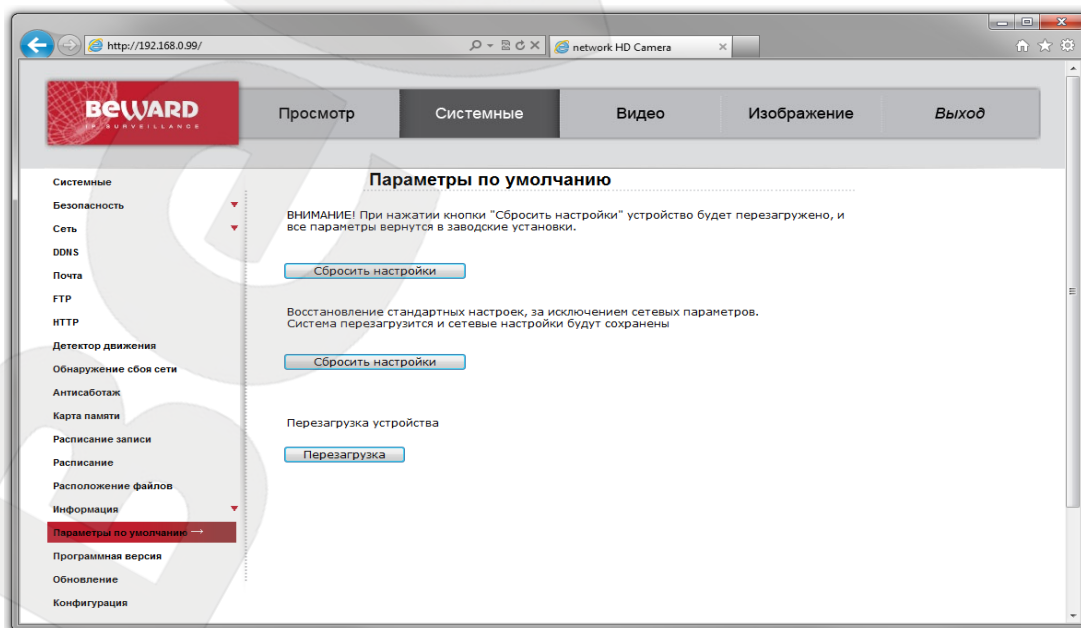 http://192.168.0.99/
network HD Camera
BEWARD
IP SURVEILLANCE
Просмотр
Системные
Видео
Изображение
Выход
Системные
Безопасность
Сеть
DDNS
Почта
FTP
HTTP
Детектор движения
Обнаружение сбоя сети
Антисаботаж
Карта памяти
Расписание записи
Расписание
Расположение файлов
Информация
Параметры по умолчанию →
Программная версия
Обновление
Конфигурация
Параметры по умолчанию
ВНИМАНИЕ! При нажатии кнопки "Сбросить настройки" устройство будет перезагружено, и
все параметры вернутся в заводские установки.
Сбросить настройки
Восстановление стандартных настроек, за исключением сетевых параметров.
Система перезагрузится и сетевые настройки будут сохранены
Сбросить настройки
Перезагрузка устройства
Перезагрузка